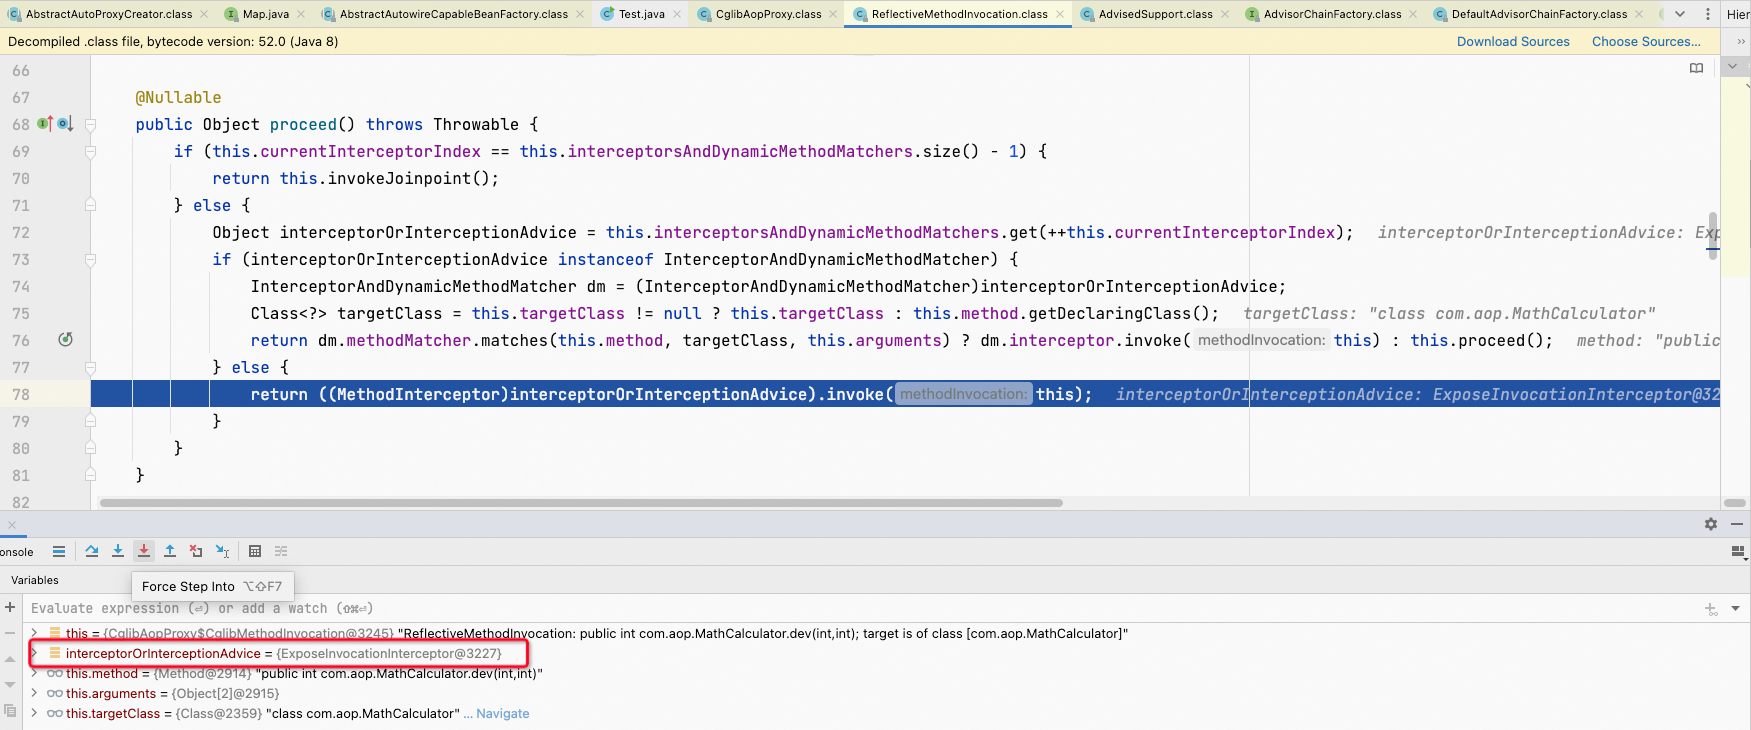 AbstractAutoProxyCreator.class Map.java AbstractAutowireCapableBeanFactory.class Test.java CglibAopProxy.class ReflectiveMethodInvocation.class AdvisedSupport.class AdvisorChainFactory.class DefaultAdvisorChainFactory.class Hier
Decompiled .class file, bytecode version: 52.0 (Java 8) Download Sources Choose Sources...
66
67 @Nullable
68 public Object proceed() throws Throwable {
69 if (this.currentInterceptorIndex == this.interceptorsAndDynamicMethodMatchers.size() - 1) {
70 return this.invokeJoinpoint();
71 } else {
72 Object interceptorOrInterceptionAdvice = this.interceptorsAndDynamicMethodMatchers.get(++this.currentInterceptorIndex); interceptorOrInterceptionAdvice: Exp
73 if (interceptorOrInterceptionAdvice instanceof InterceptorAndDynamicMethodMatcher) {
74 InterceptorAndDynamicMethodMatcher dm = (InterceptorAndDynamicMethodMatcher)interceptorOrInterceptionAdvice;
75 Class<?> targetClass = this.targetClass != null ? this.targetClass : this.method.getDeclaringClass(); targetClass: "class com.aop.MathCalculator"
76 return dm.methodMatcher.matches(this.method, targetClass, this.arguments) ? dm.interceptor.invoke( methodInvocation: this) : this.proceed(); method: "public
77 } else {
78 return ((MethodInterceptor)interceptorOrInterceptionAdvice).invoke( methodInvocation: this); interceptorOrInterceptionAdvice: ExposeInvocationInterceptor@32
79 }
80 }
81 }
82
onsole
Variables
Force Step Into ⌥⇧F7
Evaluate expression (⏎) or add a watch (⇧⌘⏎)
this = {CglibAopProxy$CglibMethodInvocation@3245} "ReflectiveMethodInvocation: public int com.aop.MathCalculator.dev(int,int); target is of class [com.aop.MathCalculator]"
interceptorOrInterceptionAdvice = {ExposeInvocationInterceptor@3227}
this.method = {Method@2914} "public int com.aop.MathCalculator.dev(int,int)"
this.arguments = {Object[2]@2915}
this.targetClass = {Class@2359} "class com.aop.MathCalculator" ... Navigate